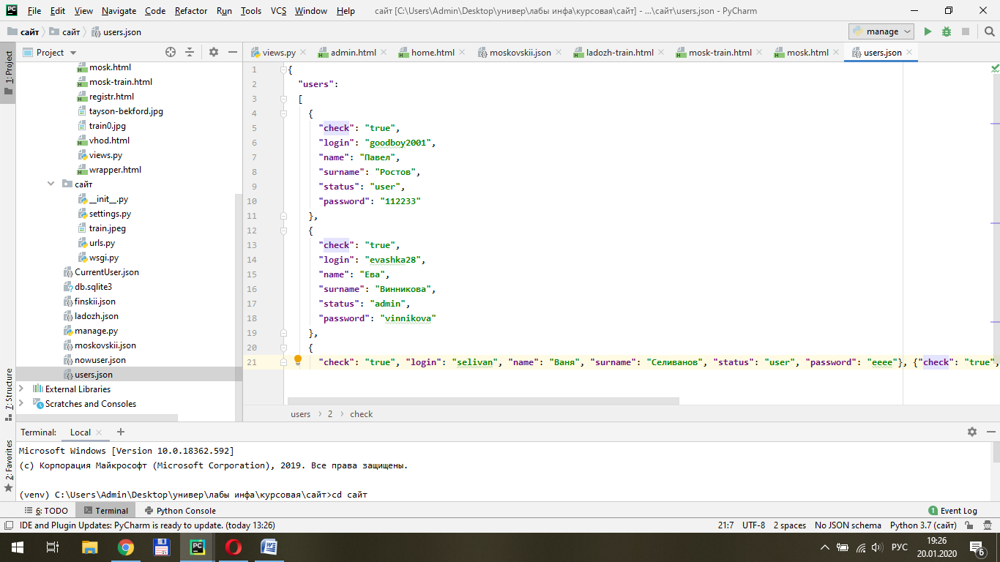 File Edit View Navigate Code Refactor Run Tools VCS Window Help сайт [C:\Users\Admin\Desktop\универ\лабы инфа\курсовая\сайт] - ...\сайт\users.json - PyCharm
сайт сайт users.json manage
Project views.py admin.html home.html moskovskii.json ladozh-train.html mosk-train.html mosk.html users.json
1: Project
mosk.html
mosk-train.html
registr.html
tayson-bekford.jpg
train0.jpg
vhod.html
views.py
wrapper.html
сайт
__init__.py
settings.py
train.jpeg
urls.py
wsgi.py
CurrentUser.json
db.sqlite3
finskii.json
ladozh.json
manage.py
moskovskii.json
nowuser.json
users.json
External Libraries
Scratches and Consoles
7: Structure
2: Favorites
1 {
2 "users":
3 [
4 {
5 "check": "true",
6 "login": "goodboy2001",
7 "name": "Павел",
8 "surname": "Ростов",
9 "status": "user",
10 "password": "112233"
11 },
12 {
13 "check": "true",
14 "login": "evashka28",
15 "name": "Ева",
16 "surname": "Винникова",
17 "status": "admin",
18 "password": "vinnikova"
19 },
20 {
21 "check": "true", "login": "selivan", "name": "Ваня", "surname": "Селиванов", "status": "user", "password": "eeee"}, {"check": "true",
users 2 check
Terminal: Local
Microsoft Windows [Version 10.0.18362.592]
(c) Корпорация Майкрософт (Microsoft Corporation), 2019. Все права защищены.
(venv) C:\Users\Admin\Desktop\универ\лабы инфа\курсовая\сайт>cd сайт
6: TODO Terminal Python Console 1 Event Log
IDE and Plugin Updates: PyCharm is ready to update. (today 13:26) 21:7 UTF-8 2 spaces No JSON schema Python 3.7 (сайт)
РУС 19:26
20.01.2020 6